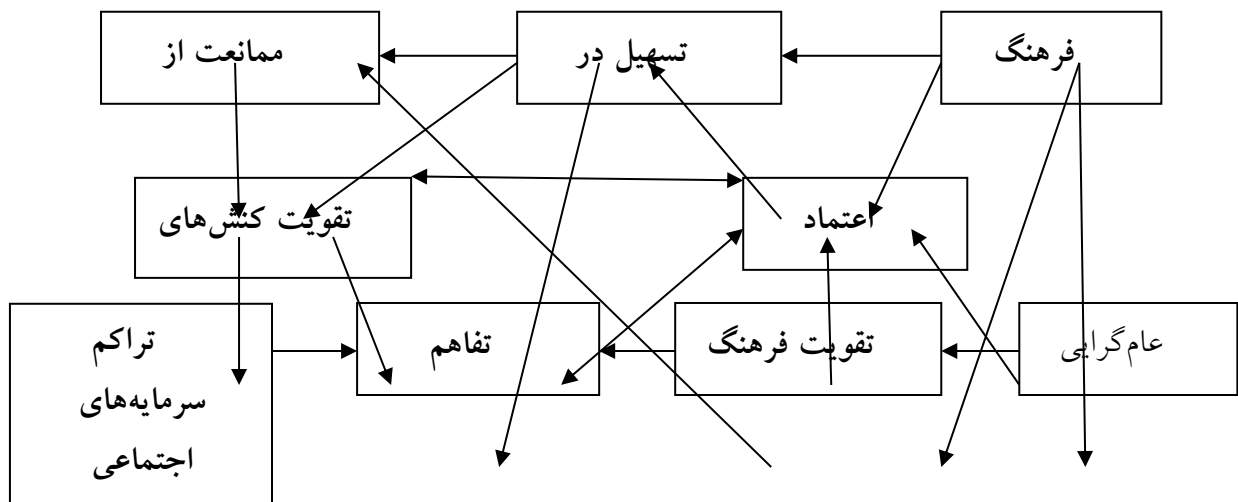 فرهنگ
تسهیل در
ممانعت از
اعتماد
تقویت کنش‌های
عام‌گرایی
تقویت فرهنگ
تفاهم
تراکم
سرمایه‌های
اجتماعی